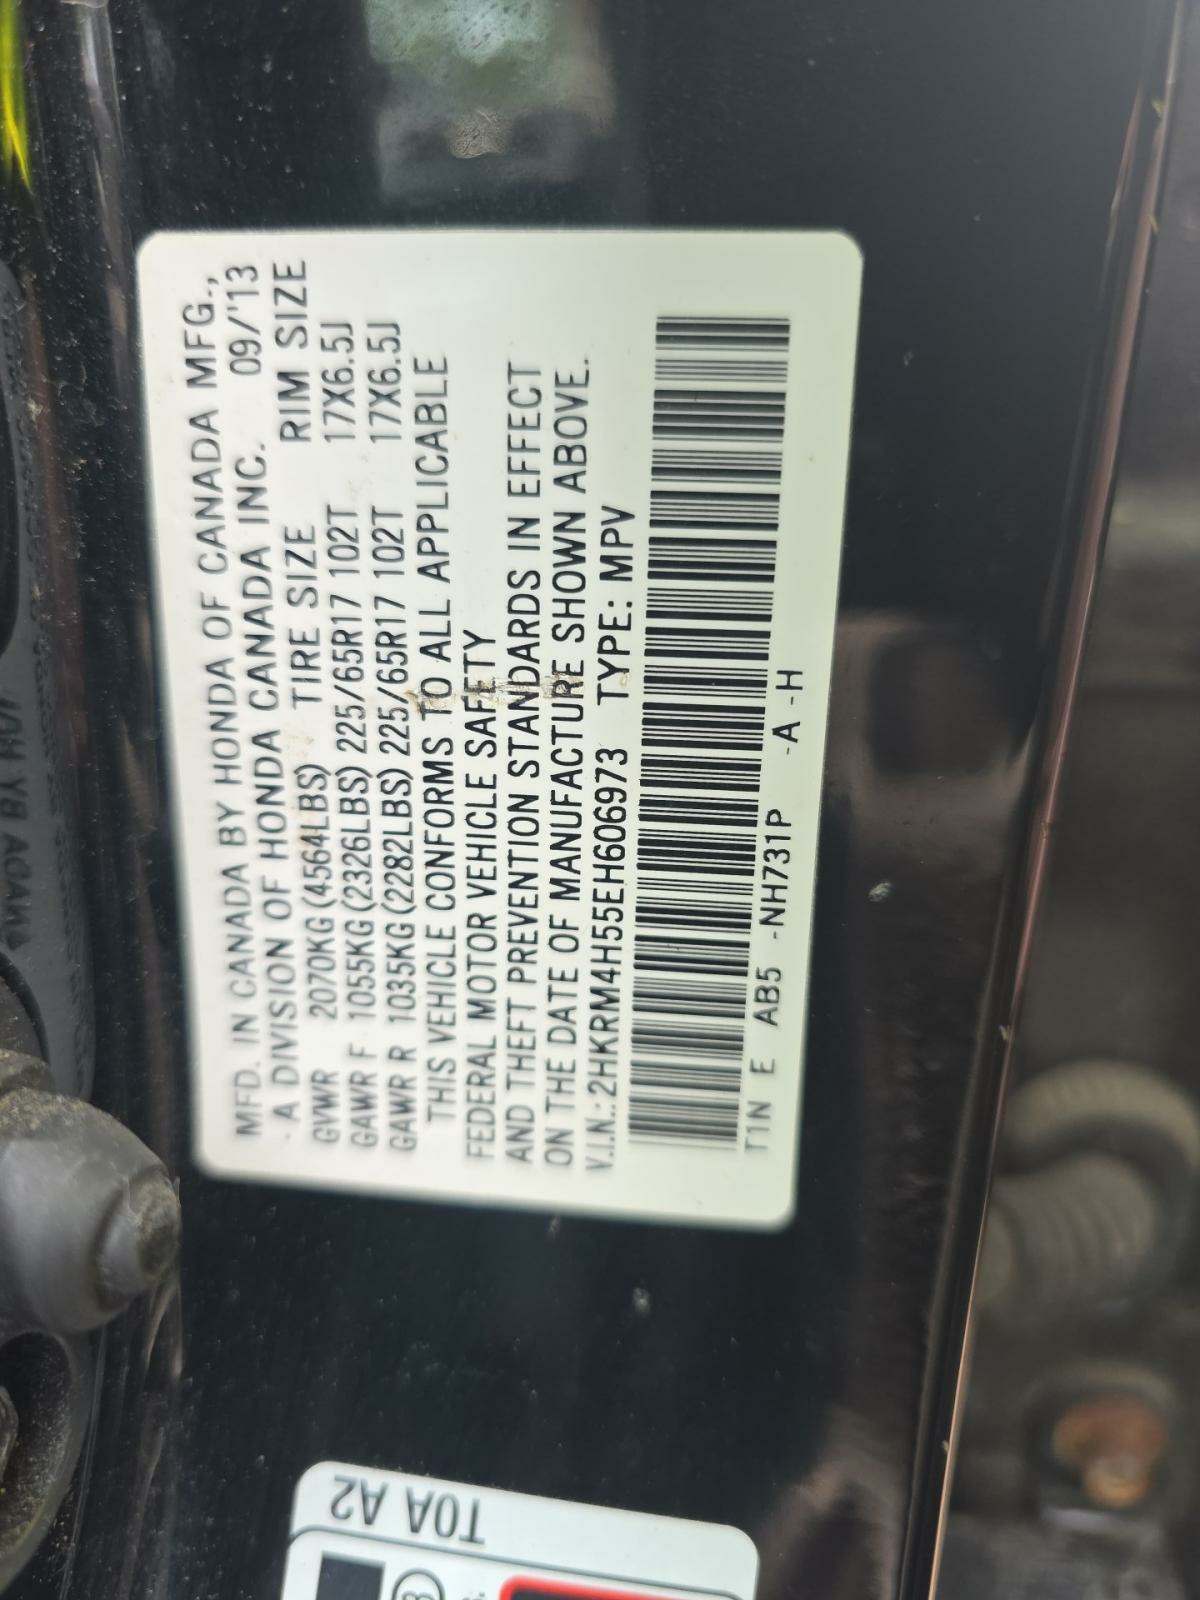 MFD. IN CANADA BY HONDA OF CANADA MFG.,
A DIVISION OF HONDA CANADA INC. 09/'13
GVWR 2070KG (4564LBS) TIRE SIZE RIM SIZE
GAWR F 1055KG (2326LBS) 225/65R17 102T 17X6.5J
GAWR R 1035KG (2282LBS) 225/65R17 102T 17X6.5J
THIS VEHICLE CONFORMS TO ALL APPLICABLE
FEDERAL MOTOR VEHICLE SAFETY
AND THEFT PREVENTION STANDARDS IN EFFECT
ON THE DATE OF MANUFACTURE SHOWN ABOVE.
V.I.N.: 2HKRM4H55EH606973 TYPE: MPV
T1N E AB5 -NH731P -A -H
T0A A2